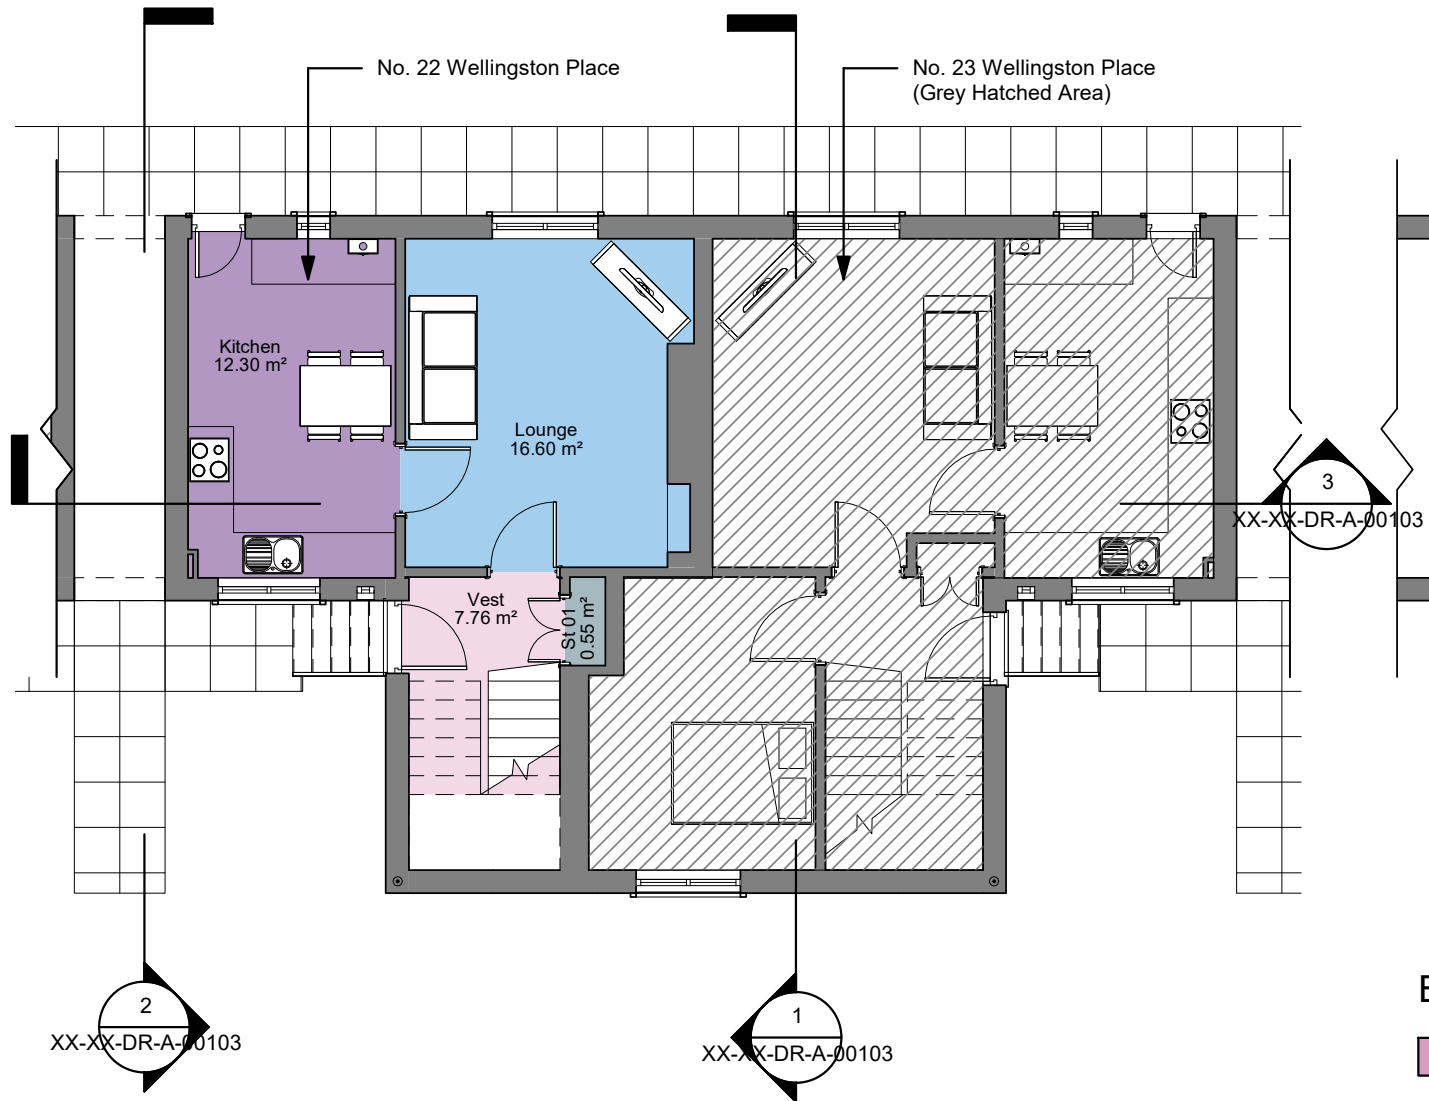 No. 22 Wellingston Place
No. 23 Wellingston Place
(Grey Hatched Area)
Kitchen
12.30 m²
Lounge
16.60 m²
Vest
7.76 m²
St 01
0.55 m²
3
XX-XX-DR-A-00103
2
XX-XX-DR-A-00103
1
XX-XX-DR-A-00103